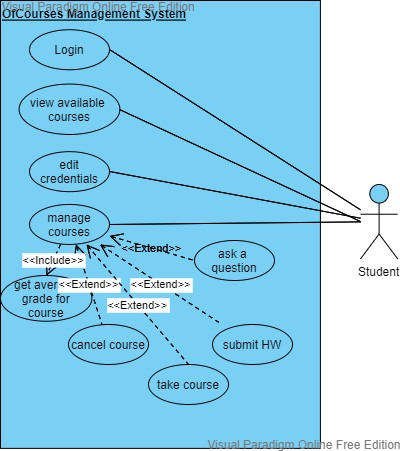 Visual Paradigm Online Free Edition
OfCourses Management System
Login
view available
courses
edit
credentials
manage
courses
<<Extend>>
ask a
question
<<Include>>
get aver
grade for
course
<<Extend>>
<<Extend>>
<<Extend>>
cancel course
submit HW
take course
Student
Visual Paradigm Online Free Edition